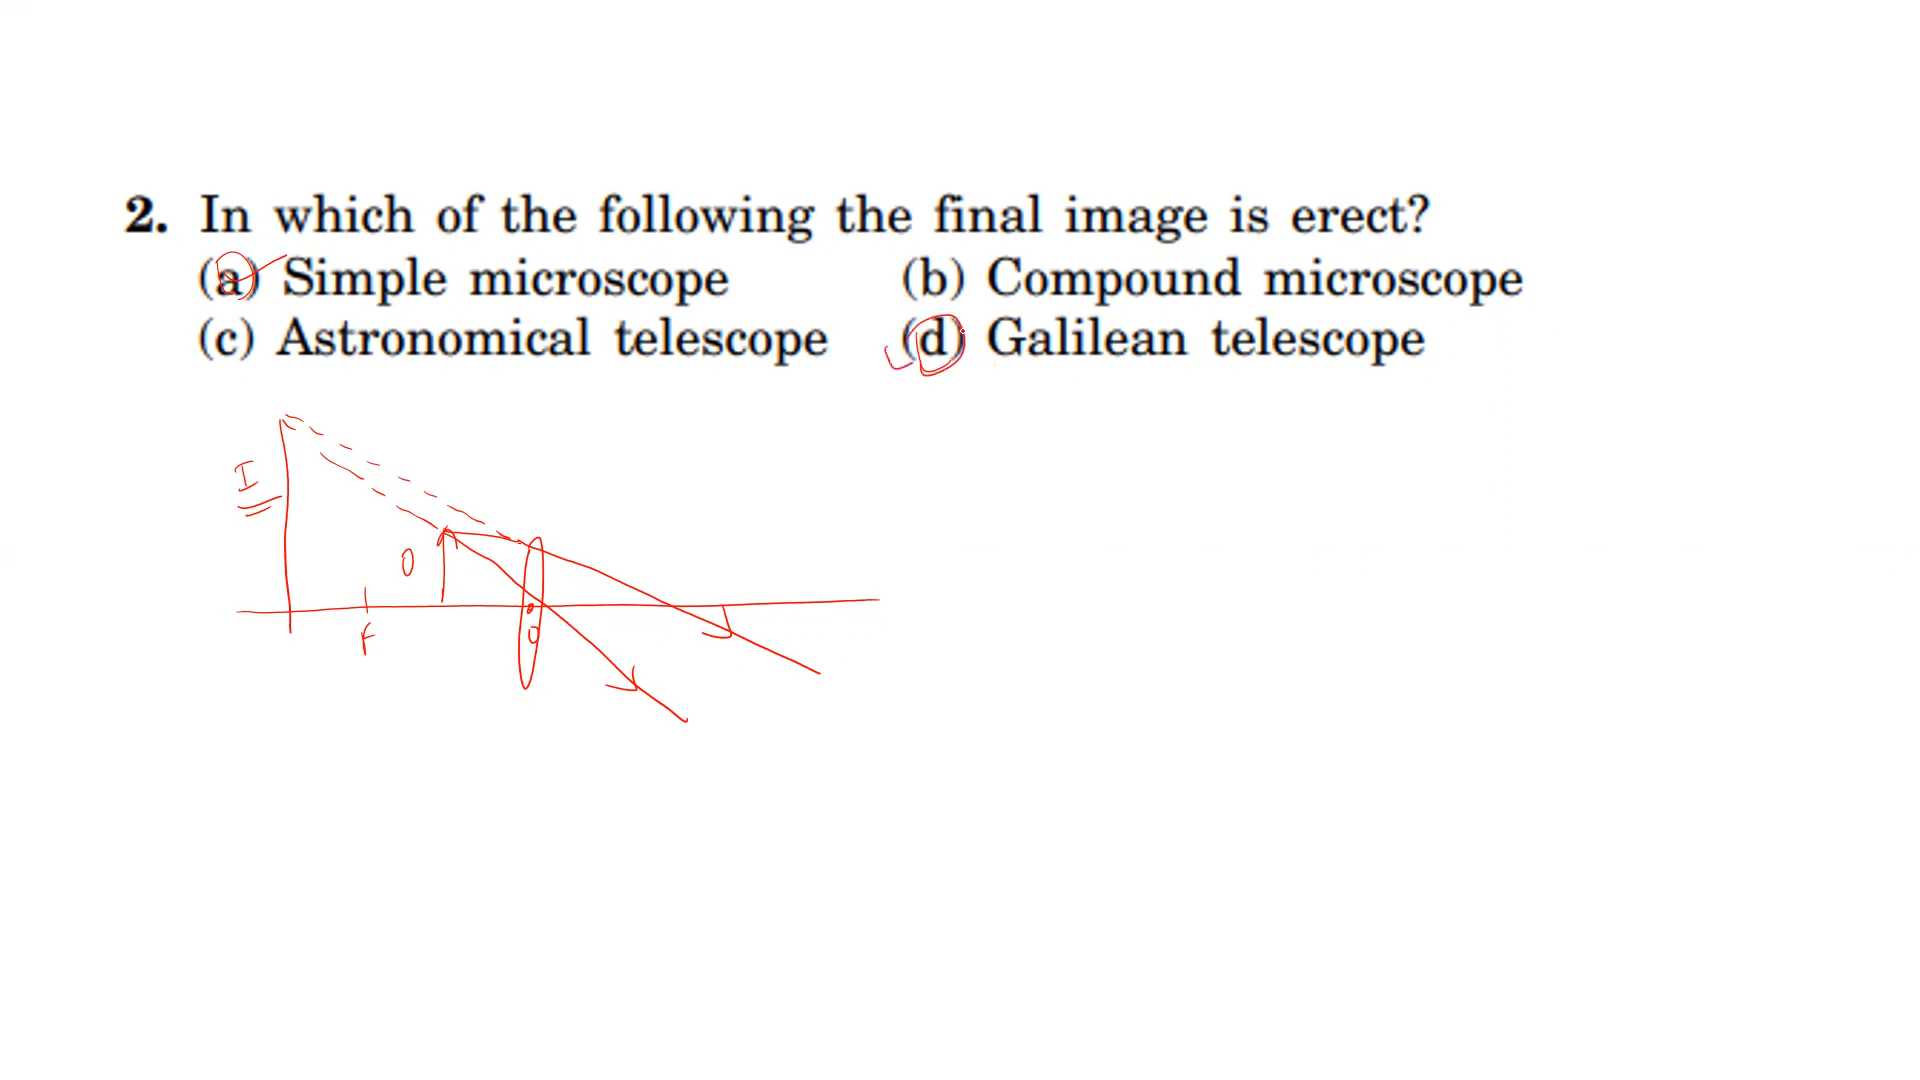 2. In which of the following the final image is erect?
(a) Simple microscope (b) Compound microscope
(c) Astronomical telescope (d) Galilean telescope
I
O
F
O